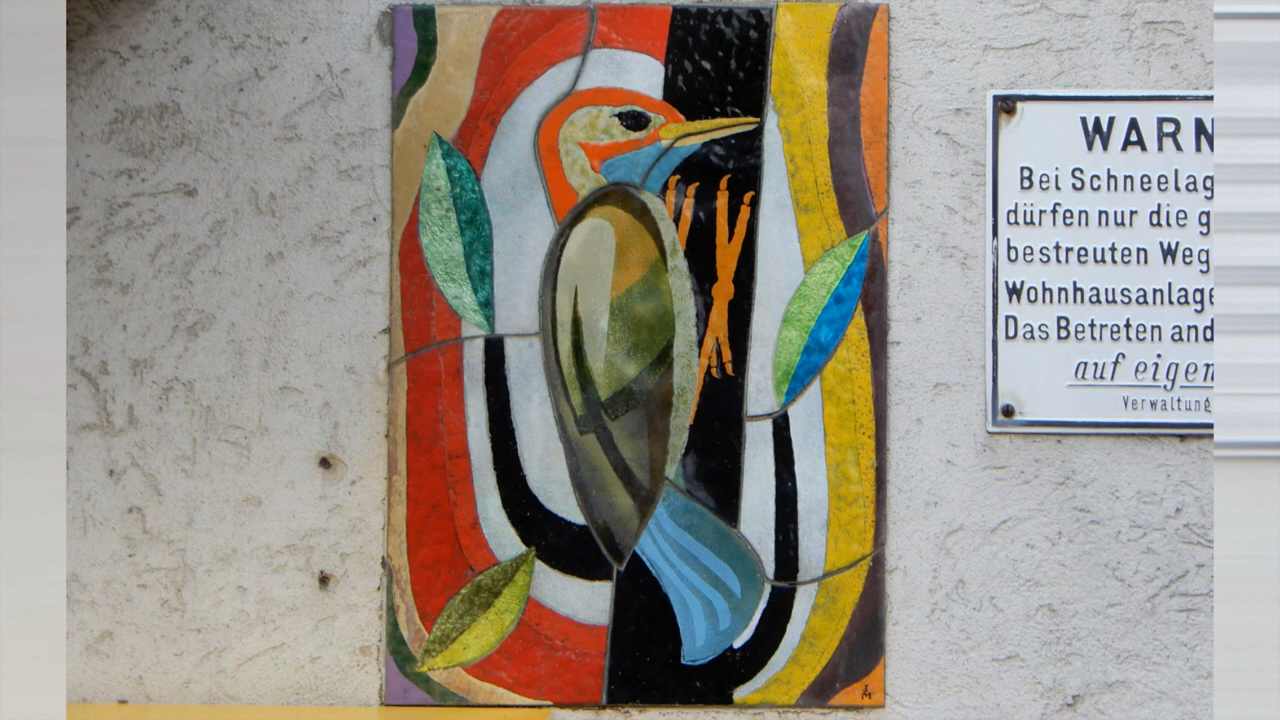 WARN
Bei Schneelag
dürfen nur die g
bestreuten Weg
Wohnhausanlage
Das Betreten and
auf eigen
Verwaltung